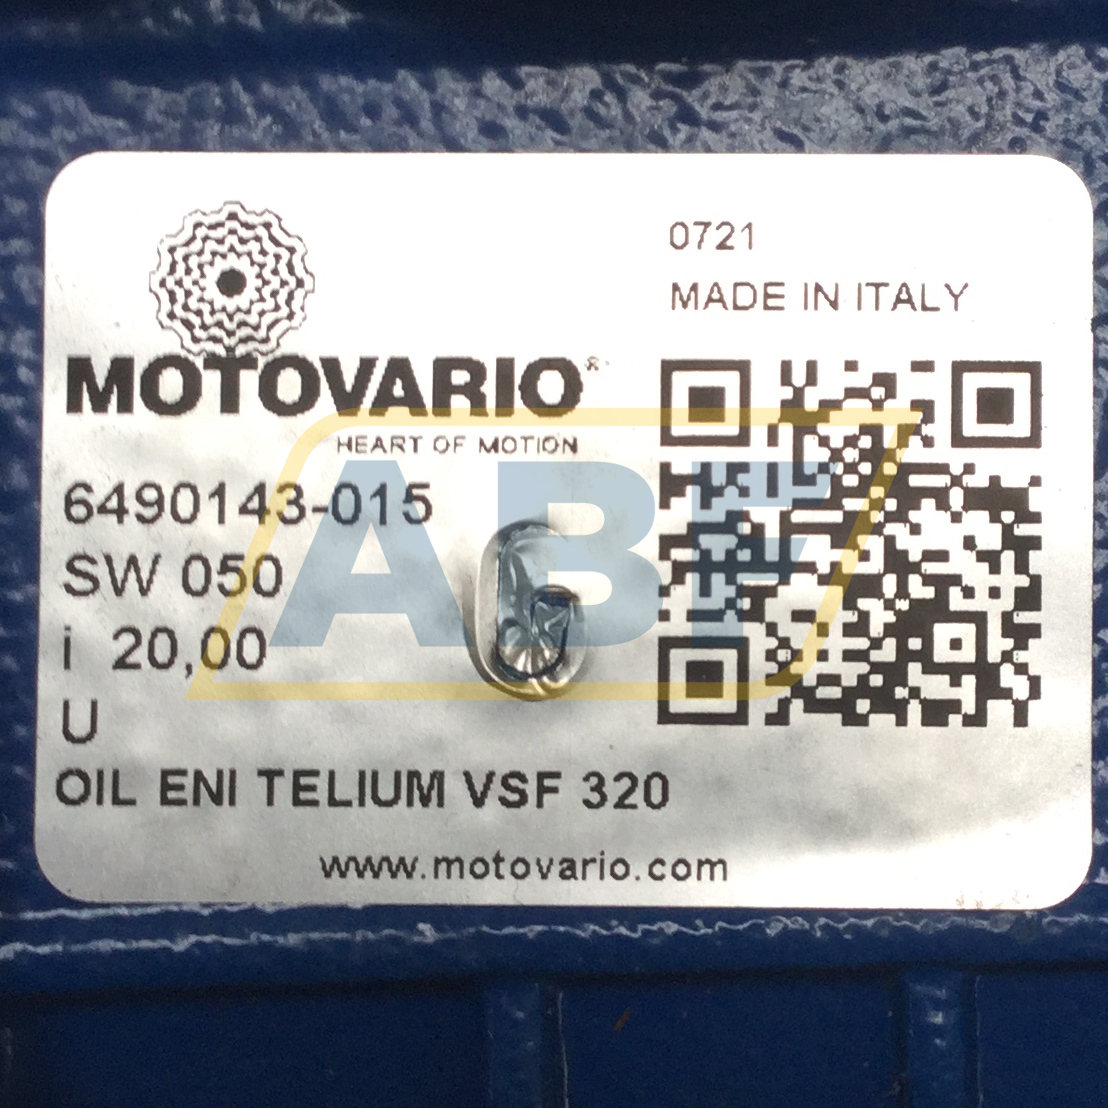 0721
MADE IN ITALY
MOTOVARIO®
HEART OF MOTION
6490143-015
SW 050
i 20,00
U
OIL ENI TELIUM VSF 320
www.motovario.com
ABF